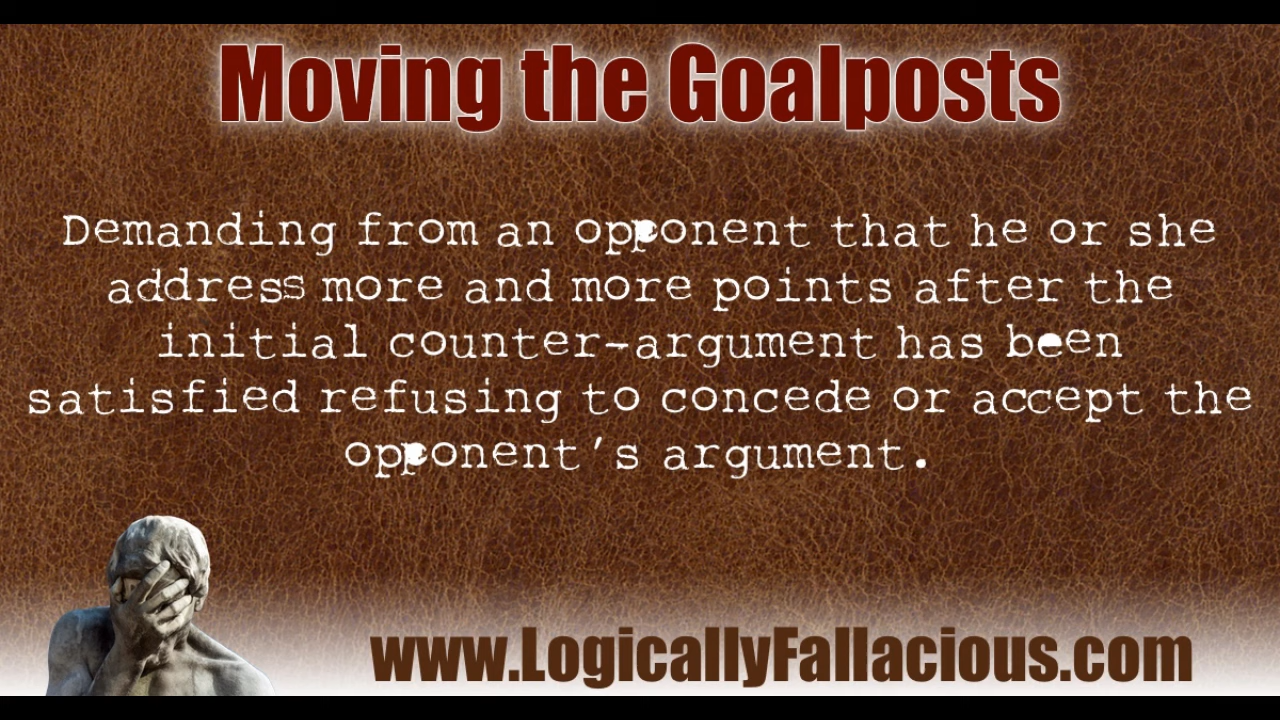 Moving the Goalposts
Demanding from an opponent that he or she
address more and more points after the
initial counter-argument has been
satisfied refusing to concede or accept the
opponent's argument.
www.LogicallyFallacious.com